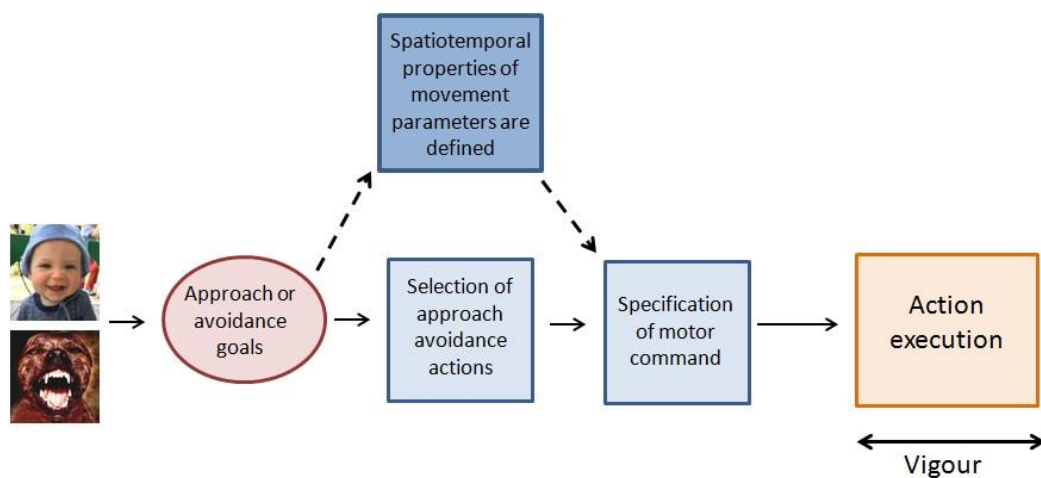 Spatiotemporal
properties of
movement
parameters are
defined
Approach or
avoidance
goals
Selection of
approach
avoidance
actions
Specification
of motor
command
Action
execution
Vigour